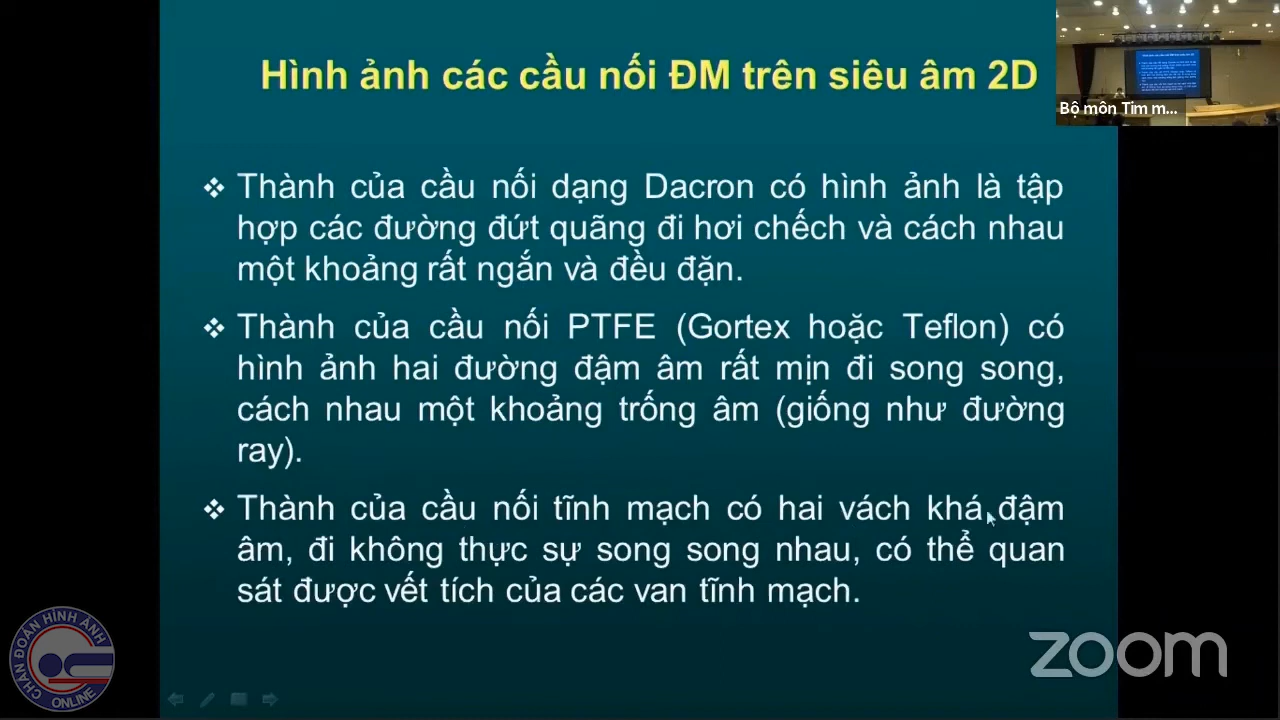 Hình ảnh các cầu nối ĐM trên siêu âm 2D
Bộ môn Tim m...
❖ Thành của cầu nối dạng Dacron có hình ảnh là tập
hợp các đường đứt quãng đi hơi chếch và cách nhau
một khoảng rất ngắn và đều đặn.
❖ Thành của cầu nối PTFE (Gortex hoặc Teflon) có
hình ảnh hai đường đậm âm rất mịn đi song song,
cách nhau một khoảng trống âm (giống như đường
ray).
❖ Thành của cầu nối tĩnh mạch có hai vách khá đậm
âm, đi không thực sự song song nhau, có thể quan
sát được vết tích của các van tĩnh mạch.
CHẨN ĐOÁN HÌNH ẢNH
ONLINE
zoom